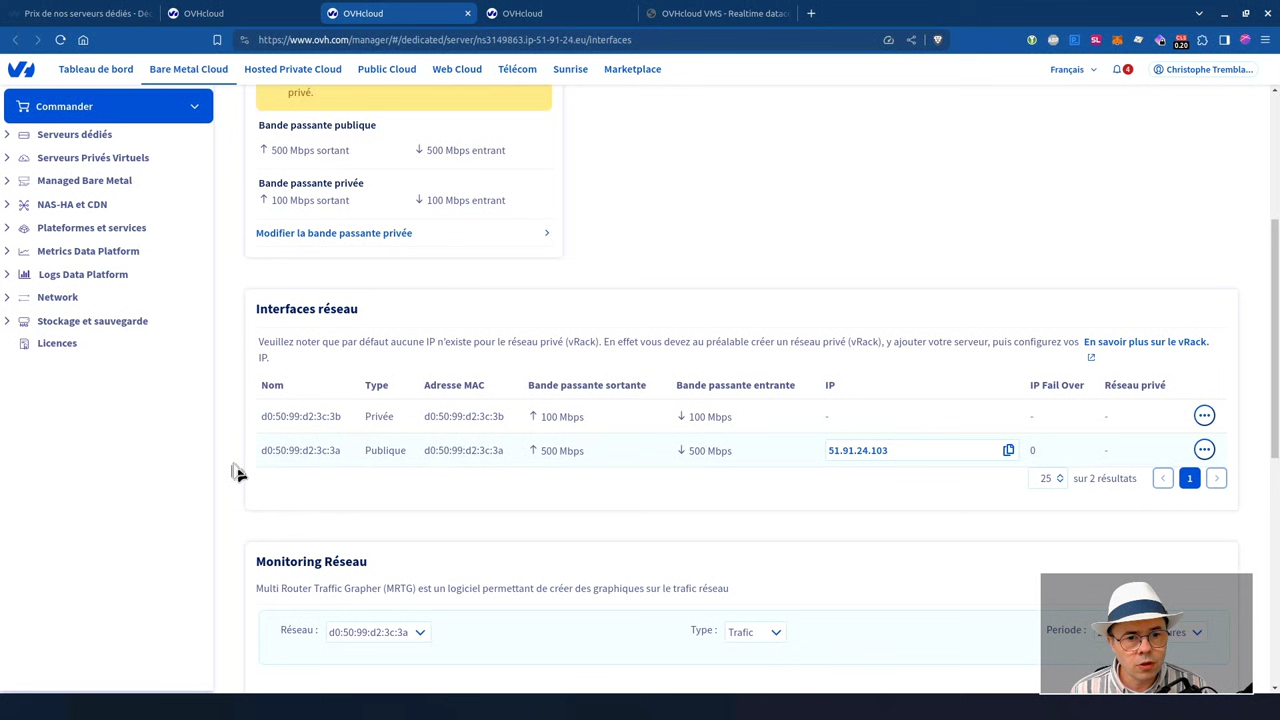 Prix de nos serveurs dédiés - Déc
OVHcloud
OVHcloud
×
OVHcloud
OVHcloud VMS - Realtime datac
+
https://www.ovh.com/manager/#/dedicated/server/ns3149863.ip-51-91-24.eu/interfaces
CLS
0.20
Tableau de bord
Bare Metal Cloud
Hosted Private Cloud
Public Cloud
Web Cloud
Télécom
Sunrise
Marketplace
Français
4
Christophe Trembla...
Commander
Serveurs dédiés
Serveurs Privés Virtuels
Managed Bare Metal
NAS-HA et CDN
Plateformes et services
Metrics Data Platform
Logs Data Platform
Network
Stockage et sauvegarde
Licences
privé.
Bande passante publique
↑ 500 Mbps sortant ↓ 500 Mbps entrant
Bande passante privée
↑ 100 Mbps sortant ↓ 100 Mbps entrant
Modifier la bande passante privée
Interfaces réseau
Veuillez noter que par défaut aucune IP n'existe pour le réseau privé (vRack). En effet vous devez au préalable créer un réseau privé (vRack), y ajouter votre serveur, puis configurez vos IP.
En savoir plus sur le vRack.
Nom Type Adresse MAC Bande passante sortante Bande passante entrante IP IP Fail Over Réseau privé
d0:50:99:d2:3c:3b Privée d0:50:99:d2:3c:3b ↑ 100 Mbps ↓ 100 Mbps - - -
d0:50:99:d2:3c:3a Publique d0:50:99:d2:3c:3a ↑ 500 Mbps ↓ 500 Mbps 51.91.24.103 0 -
25 sur 2 résultats < 1 >
Monitoring Réseau
Multi Router Traffic Grapher (MRTG) est un logiciel permettant de créer des graphiques sur le trafic réseau
Réseau : d0:50:99:d2:3c:3a Type : Trafic Periode :